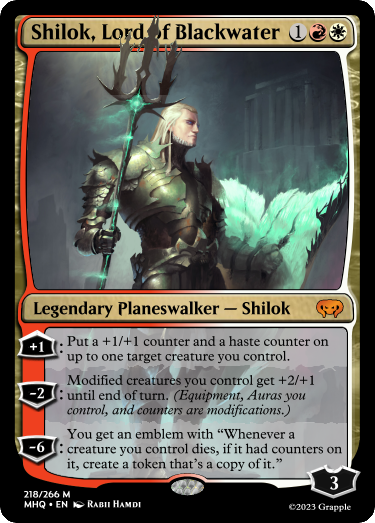 Shilok, Lord of Blackwater 1
Legendary Planeswalker — Shilok
+1 : Put a +1/+1 counter and a haste counter on
up to one target creature you control.
-2 : Modified creatures you control get +2/+1
until end of turn. (Equipment, Auras you
control, and counters are modifications.)
-6 : You get an emblem with “Whenever a
creature you control dies, if it had counters on
it, create a token that’s a copy of it.”
3
218/266 M
MHQ • EN Rabii Hamdi
©2023 Grapple